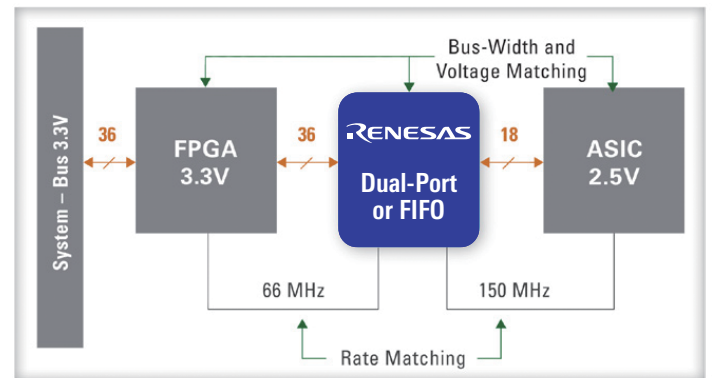 Bus-Width and
Voltage Matching
System – Bus 3.3V
36
FPGA
3.3V
36
RENESAS
Dual-Port
or FIFO
18
ASIC
2.5V
66 MHz
150 MHz
Rate Matching